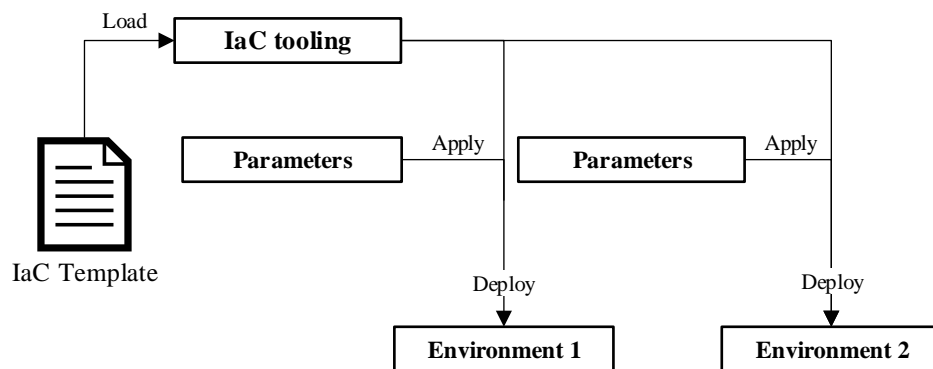 Load
IaC tooling
Parameters
Apply
Parameters
Apply
IaC Template
Deploy
Deploy
Environment 1
Environment 2